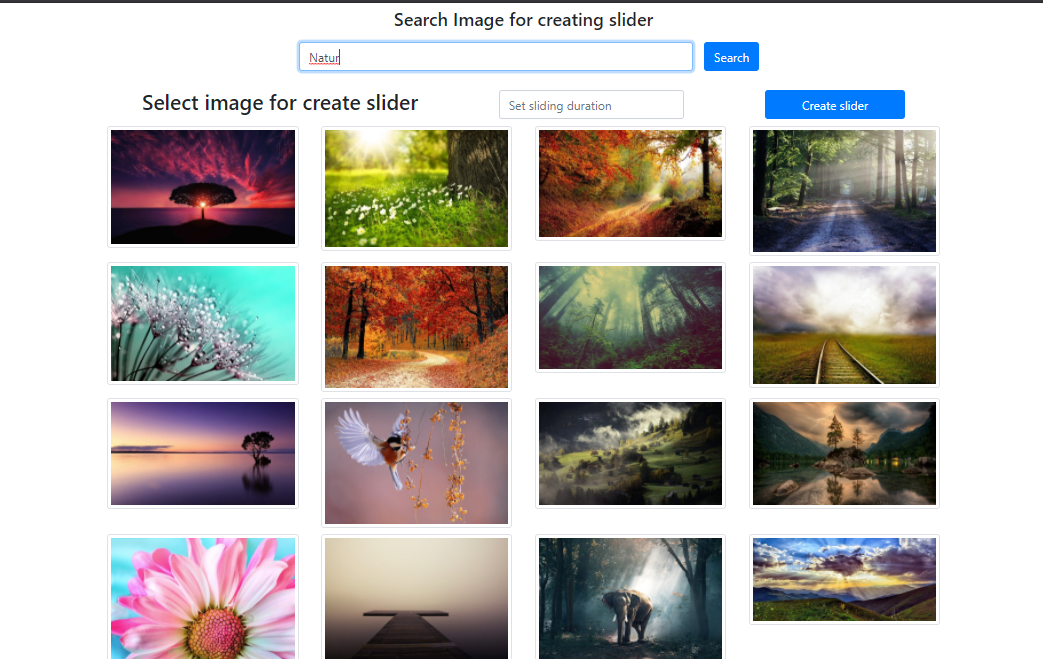 Search Image for creating slider
Natur
Search
Select image for create slider
Set sliding duration
Create slider